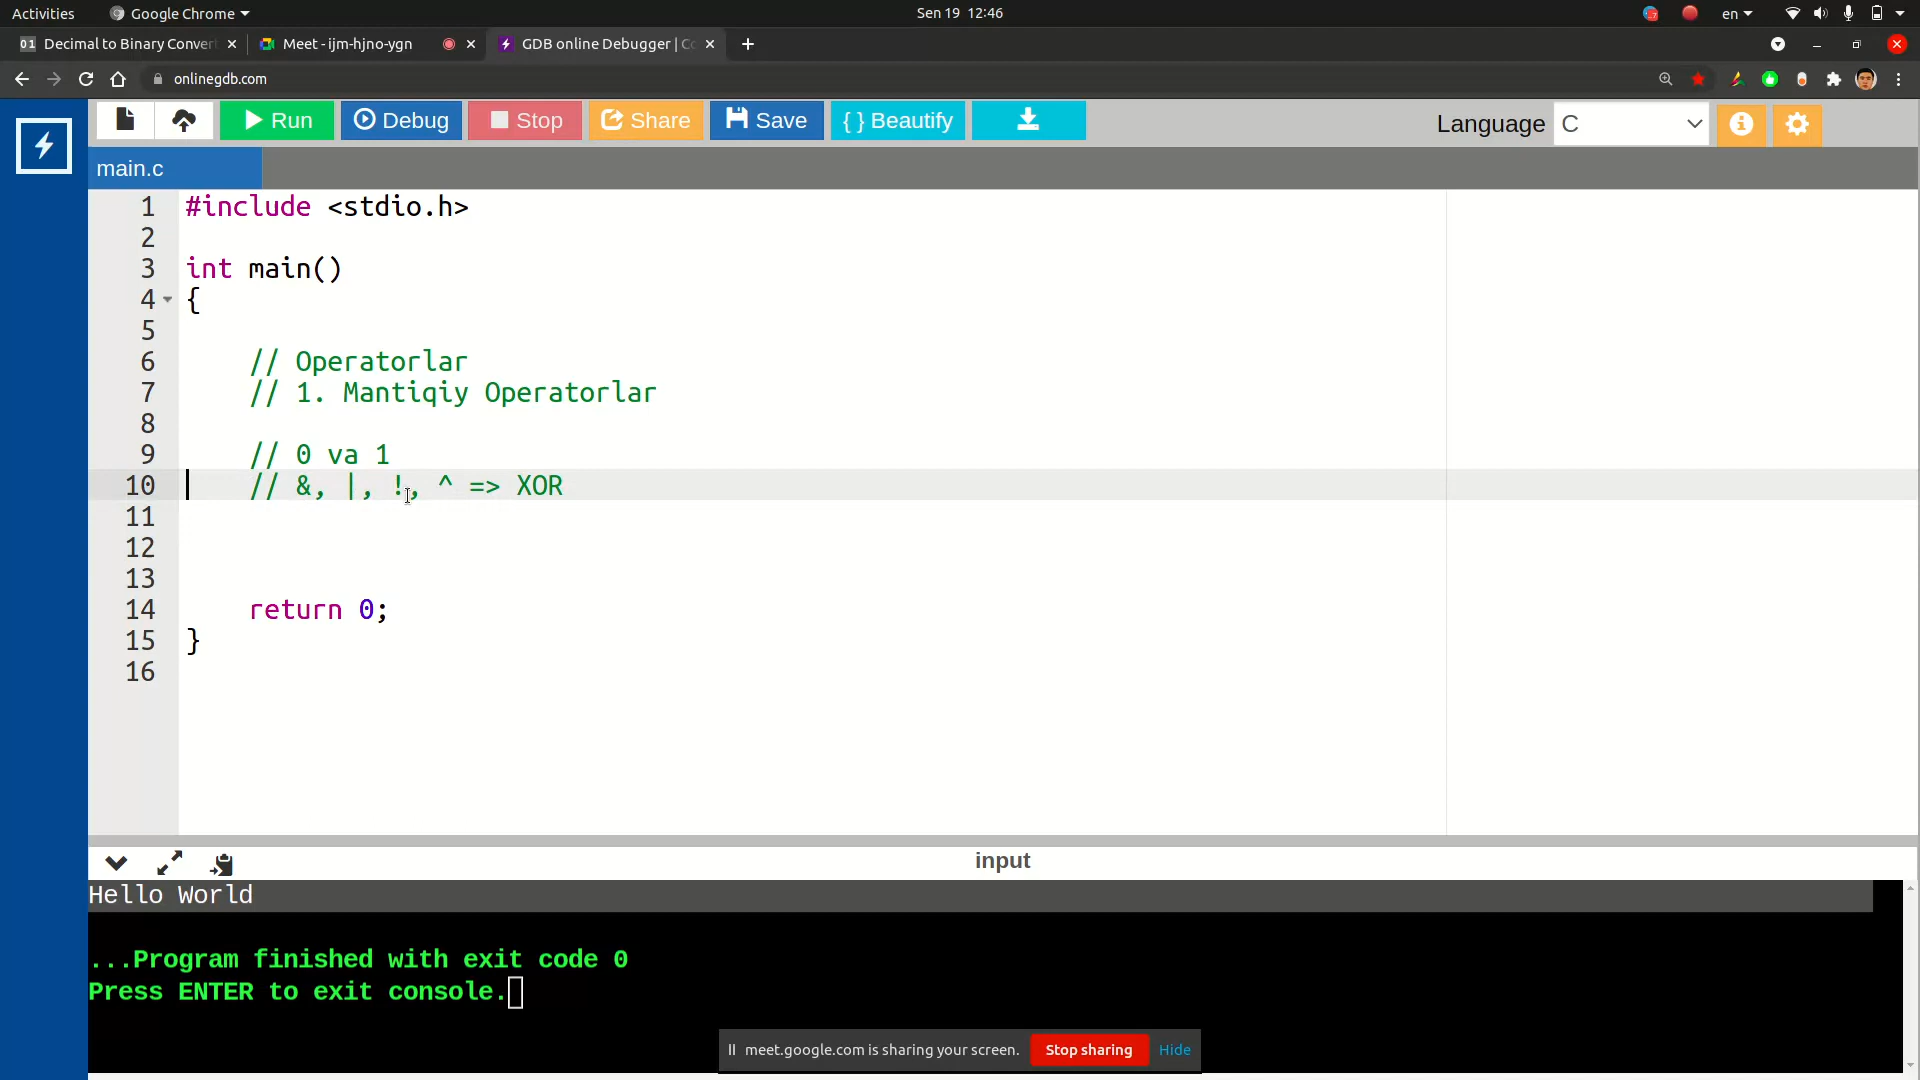 Activities Google Chrome Sen 19 12:46 en
01 Decimal to Binary Convert Meet - ijm-hjno-ygn GDB online Debugger | Co
onlinegdb.com
Run Debug Stop Share Save { } Beautify Language C
main.c
1 #include <stdio.h>
2
3 int main()
4 {
5
6 // Operatorlar
7 // 1. Mantiqiy Operatorlar
8
9 // 0 va 1
10 // &, |, !, ^ => XOR
11
12
13
14 return 0;
15 }
16
input
Hello World
...Program finished with exit code 0
Press ENTER to exit console.
meet.google.com is sharing your screen. Stop sharing Hide